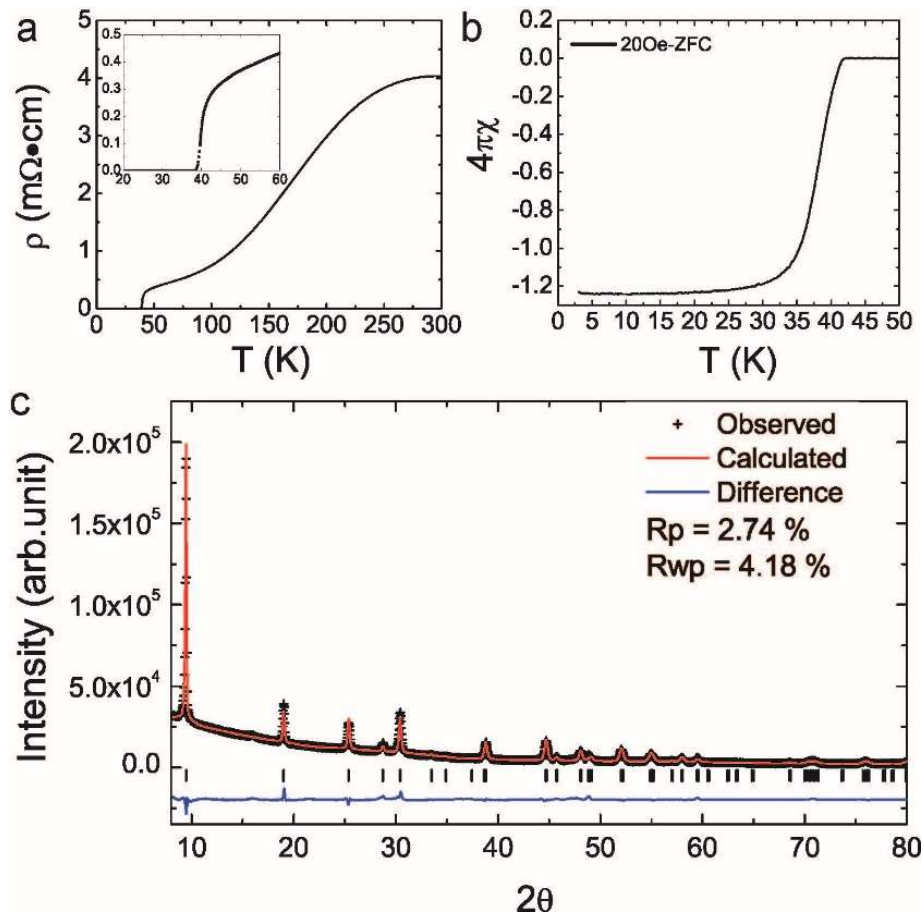 a
0.5
0.4
0.3
0.2
0.1
0.0
20 30 40 50 60
5
4
3
2
1
0
ρ (mΩ•cm)
0 50 100 150 200 250 300
T (K)
b
20Oe-ZFC
0.0
-0.2
-0.4
-0.6
-0.8
-1.0
-1.2
4πχ
0 5 10 15 20 25 30 35 40 45 50
T (K)
c
Observed
Calculated
Difference
Rp = 2.74 %
Rwp = 4.18 %
2.0x10⁵
1.5x10⁵
1.0x10⁵
5.0x10⁴
0.0
Intensity (arb.unit)
10 20 30 40 50 60 70 80
2θ